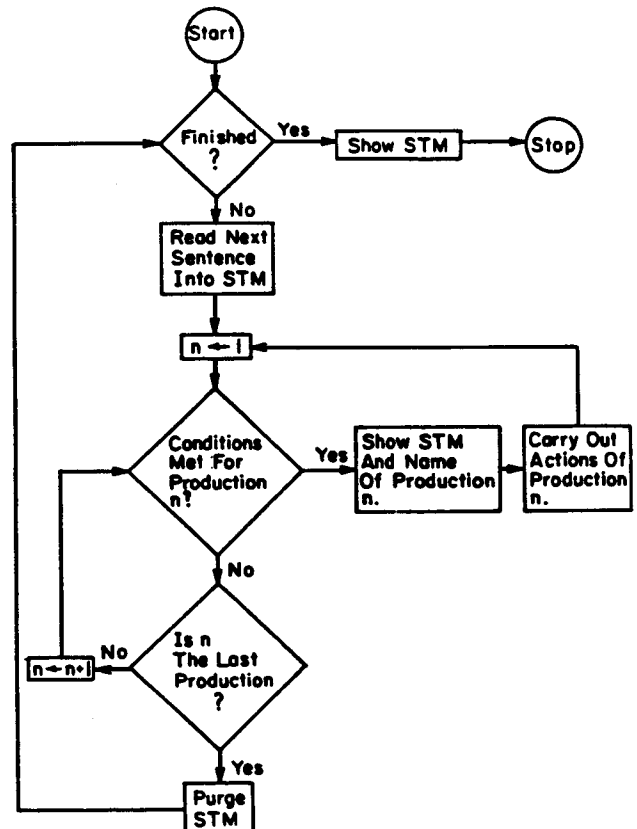 Start
Finished
?
Yes
Show STM
Stop
No
Read Next
Sentence
Into STM
n ← 1
Conditions
Met For
Production
n?
Yes
Show STM
And Name
Of Production
n.
Carry Out
Actions Of
Production
n.
No
Is n
The Last
Production
?
No
n ← n+1
Yes
Purge
STM